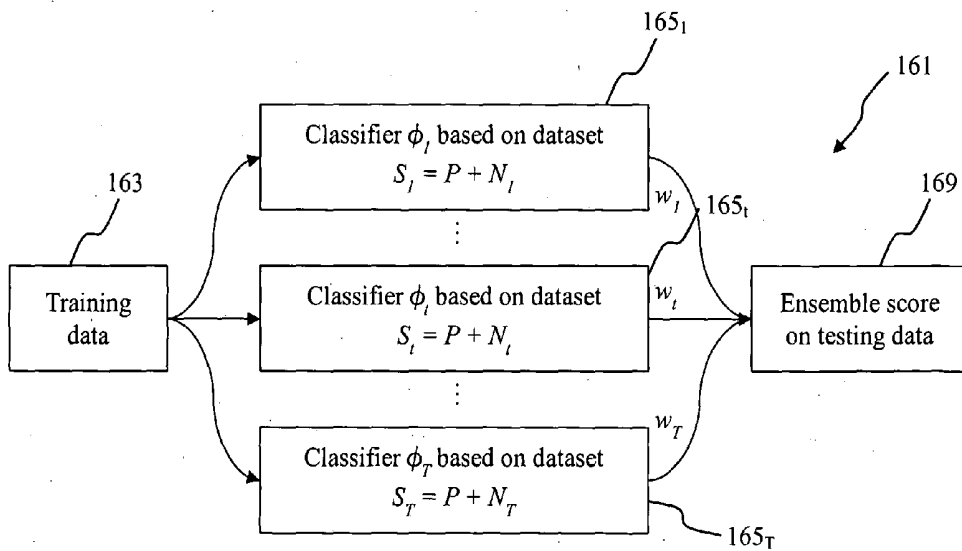 165₁
161
Classifier ϕ₁ based on dataset
S₁ = P + N₁
163
w₁
165ₜ
169
⋮
Training
data
Classifier ϕₜ based on dataset
Sₜ = P + Nₜ
wₜ
Ensemble score
on testing data
⋮
w_T
Classifier ϕ_T based on dataset
S_T = P + N_T
165_T